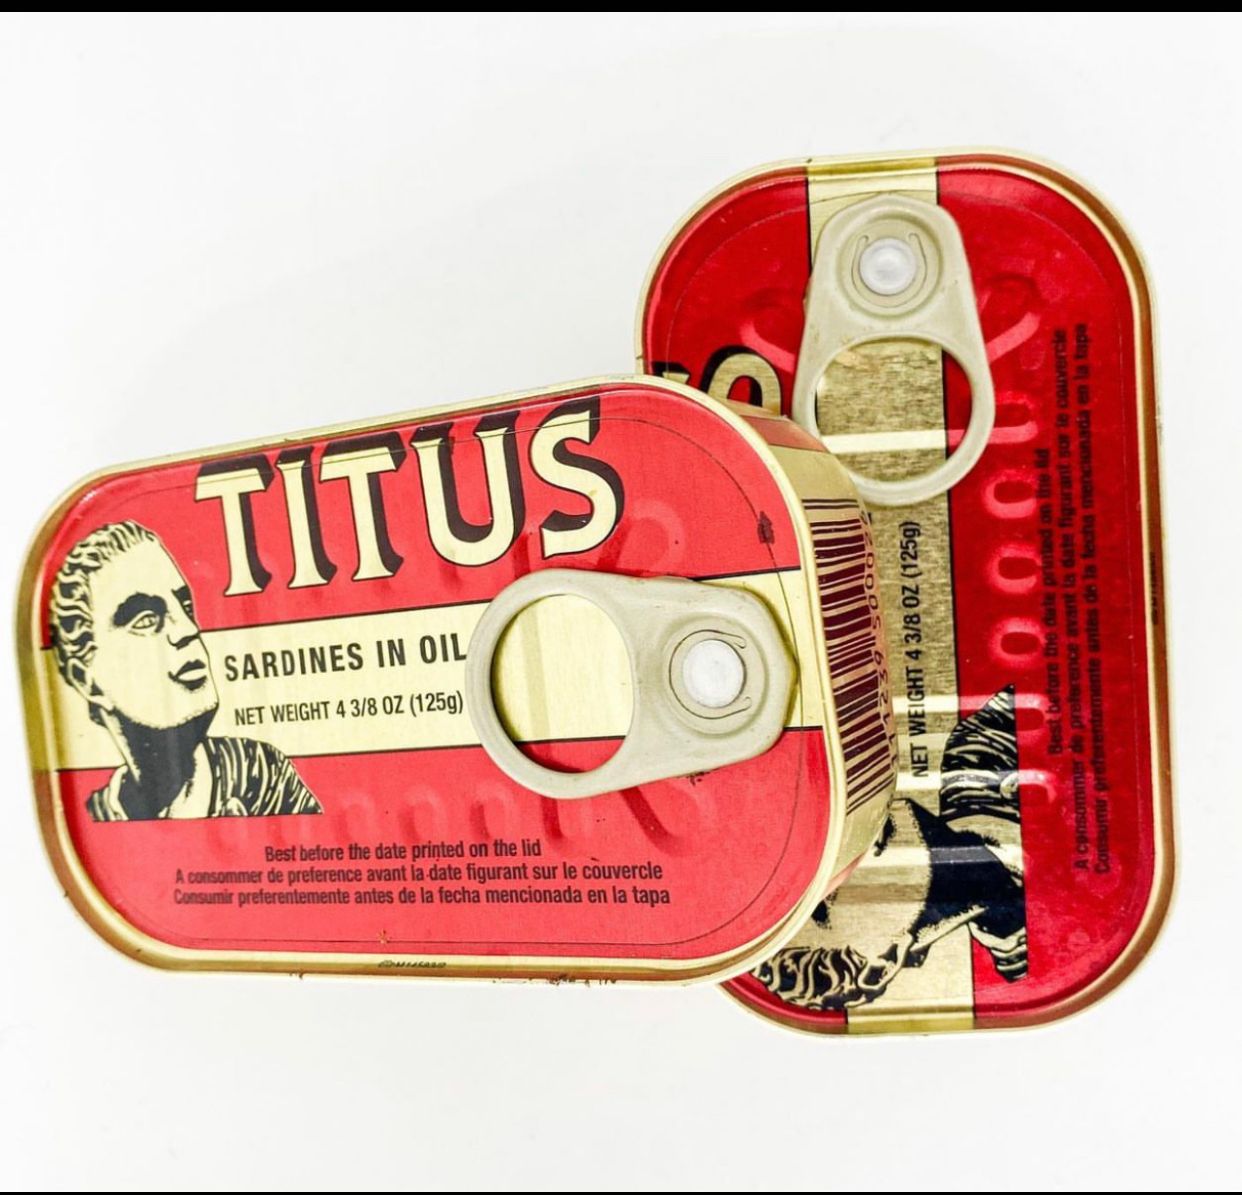 TITUS
SARDINES IN OIL
NET WEIGHT 4 3/8 OZ (125g)
Best before the date printed on the lid
A consommer de preference avant la date figurant sur le couvercle
Consumir preferentemente antes de la fecha mencionada en la tapa
NET WEIGHT 4 3/8 OZ (125g)
Best before the date printed on the lid
A consommer de preference avant la date figurant sur le couvercle
Consumir preferentemente antes de la fecha mencionada en la tapa